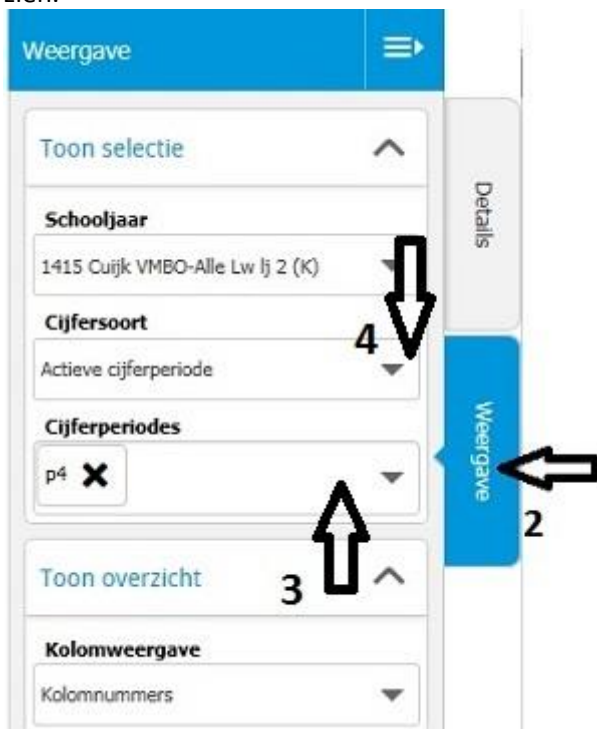 zien.
Weergave
Toon selectie
Schooljaar
1415 Cuijk VMBO-Alle Lw lj 2 (K)
Cijfersoort
4
Actieve cijferperiode
Cijferperiodes
p4
3
Toon overzicht
Kolomweergave
Kolomnummers
Details
Weergave
2